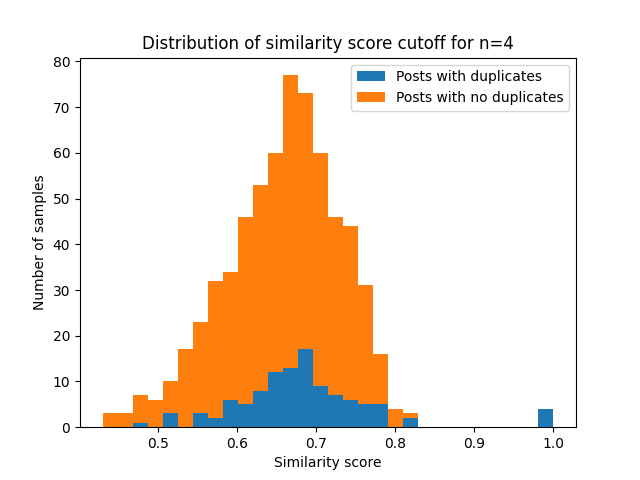 Distribution of similarity score cutoff for n=4
Posts with duplicates
Posts with no duplicates
80
70
60
50
40
30
20
10
0
Number of samples
0.5 0.6 0.7 0.8 0.9 1.0
Similarity score